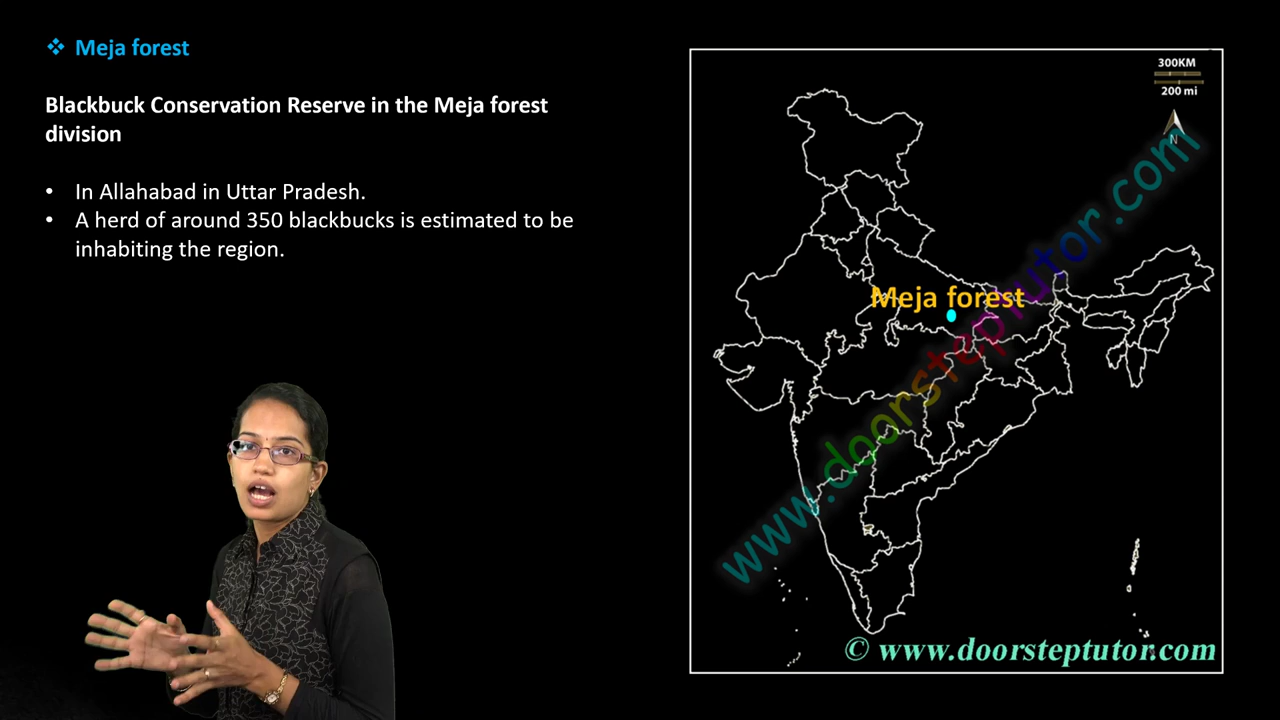 ❖ Meja forest
Blackbuck Conservation Reserve in the Meja forest
division
• In Allahabad in Uttar Pradesh.
• A herd of around 350 blackbucks is estimated to be
inhabiting the region.
300KM
200 mi
N
Meja forest
www.doorsteptutor.com
© www.doorsteptutor.com